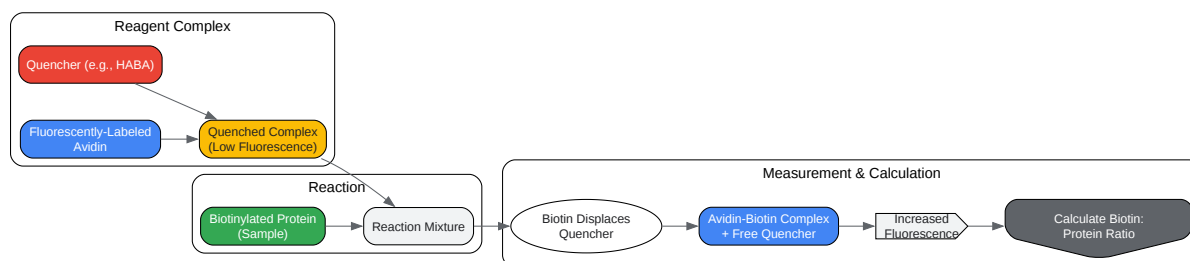 Reagent Complex
Quencher (e.g., HABA)
Fluorescently-Labeled
Avidin
Quenched Complex
(Low Fluorescence)
Reaction
Biotinylated Protein
(Sample)
Reaction Mixture
Measurement & Calculation
Biotin Displaces
Quencher
Avidin-Biotin Complex
+ Free Quencher
Increased
Fluorescence
Calculate Biotin:
Protein Ratio